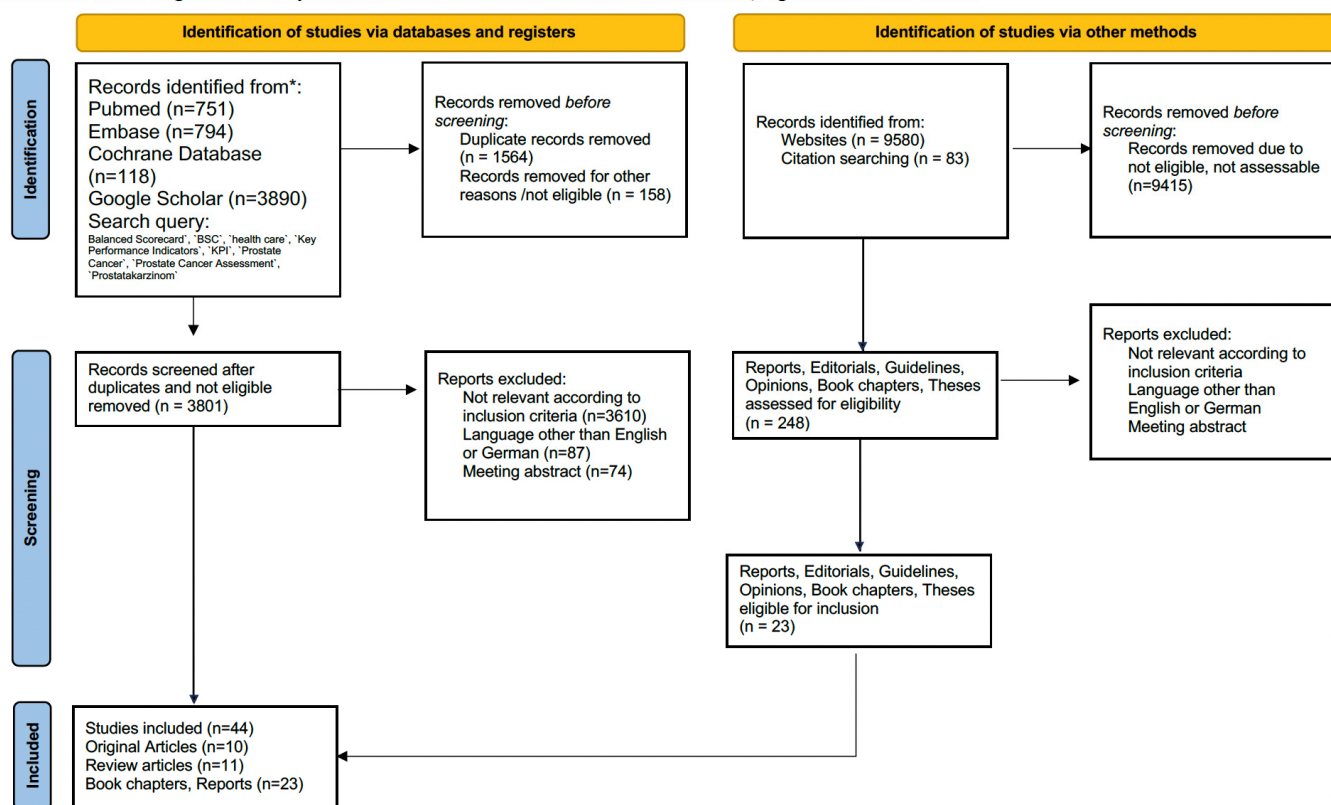 Identification of studies via databases and registers
Identification of studies via other methods
Identification
Records identified from*:
Pubmed (n=751)
Embase (n=794)
Cochrane Database
(n=118)
Google Scholar (n=3890)
Search query:
Balanced Scorecard`, `BSC`, `health care`, `Key
Performance Indicators`, `KPI`, `Prostate
Cancer`, `Prostate Cancer Assessment`,
`Prostatakarzinom`
Records removed before
screening:
Duplicate records removed
(n = 1564)
Records removed for other
reasons /not eligible (n = 158)
Records identified from:
Websites (n = 9580)
Citation searching (n = 83)
Records removed before
screening:
Records removed due to
not eligible, not assessable
(n=9415)
Screening
Records screened after
duplicates and not eligible
removed (n = 3801)
Reports excluded:
Not relevant according to
inclusion criteria (n=3610)
Language other than English
or German (n=87)
Meeting abstract (n=74)
Reports, Editorials, Guidelines,
Opinions, Book chapters, Theses
assessed for eligibility
(n = 248)
Reports excluded:
Not relevant according to
inclusion criteria
Language other than
English or German
Meeting abstract
Reports, Editorials, Guidelines,
Opinions, Book chapters, Theses
eligible for inclusion
(n = 23)
Included
Studies included (n=44)
Original Articles (n=10)
Review articles (n=11)
Book chapters, Reports (n=23)